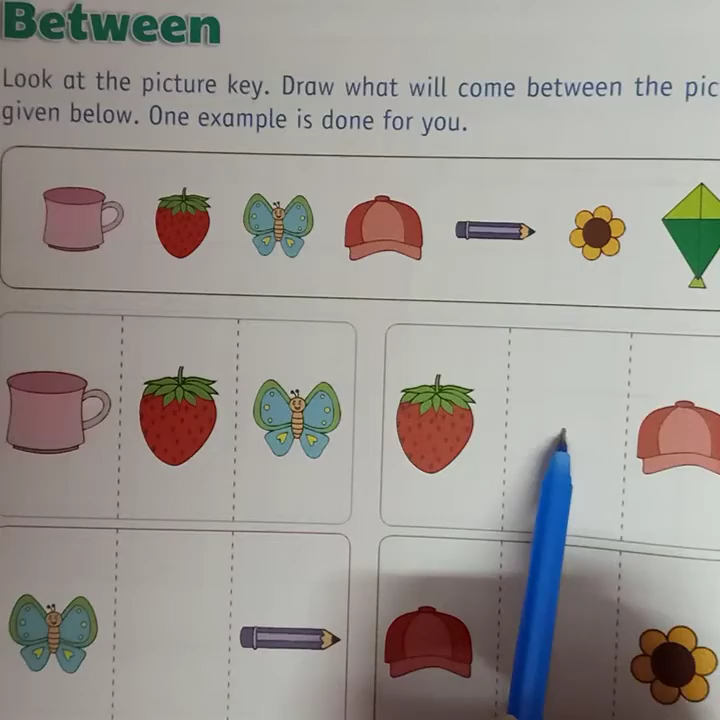 Between
Look at the picture key. Draw what will come between the pic
given below. One example is done for you.